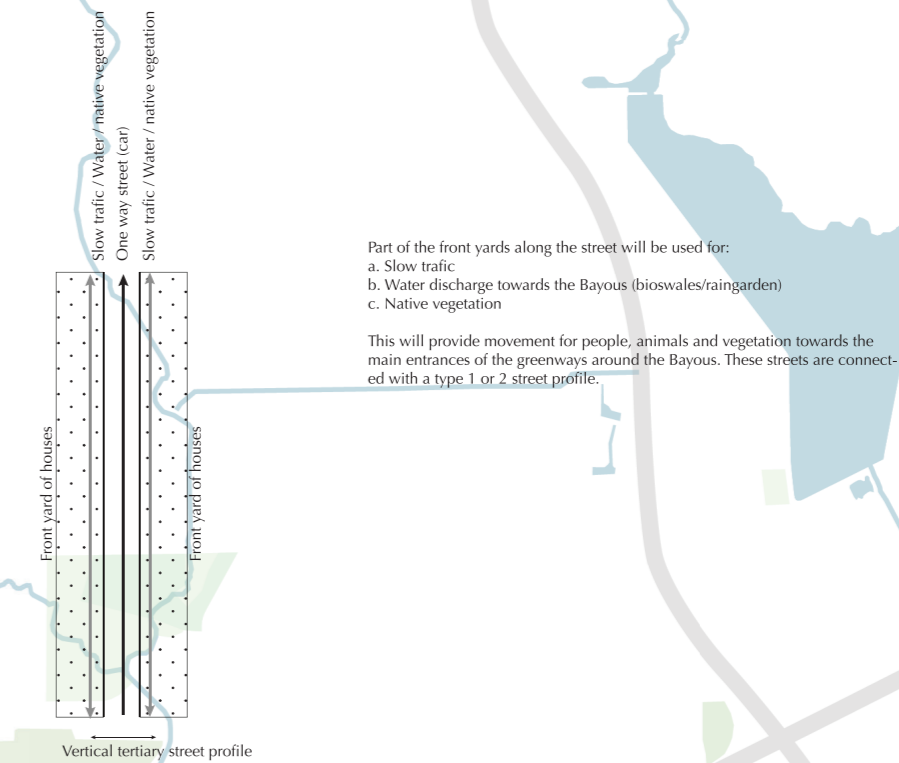 Slow trafic / Water / native vegetation
One way street (car)
Slow trafic / Water / native vegetation
Part of the front yards along the street will be used for:
a. Slow trafic
b. Water discharge towards the Bayous (bioswales/raingarden)
c. Native vegetation
This will provide movement for people, animals and vegetation towards the
main entrances of the greenways around the Bayous. These streets are connect-
ed with a type 1 or 2 street profile.
Front yard of houses
Front yard of houses
Vertical tertiary street profile